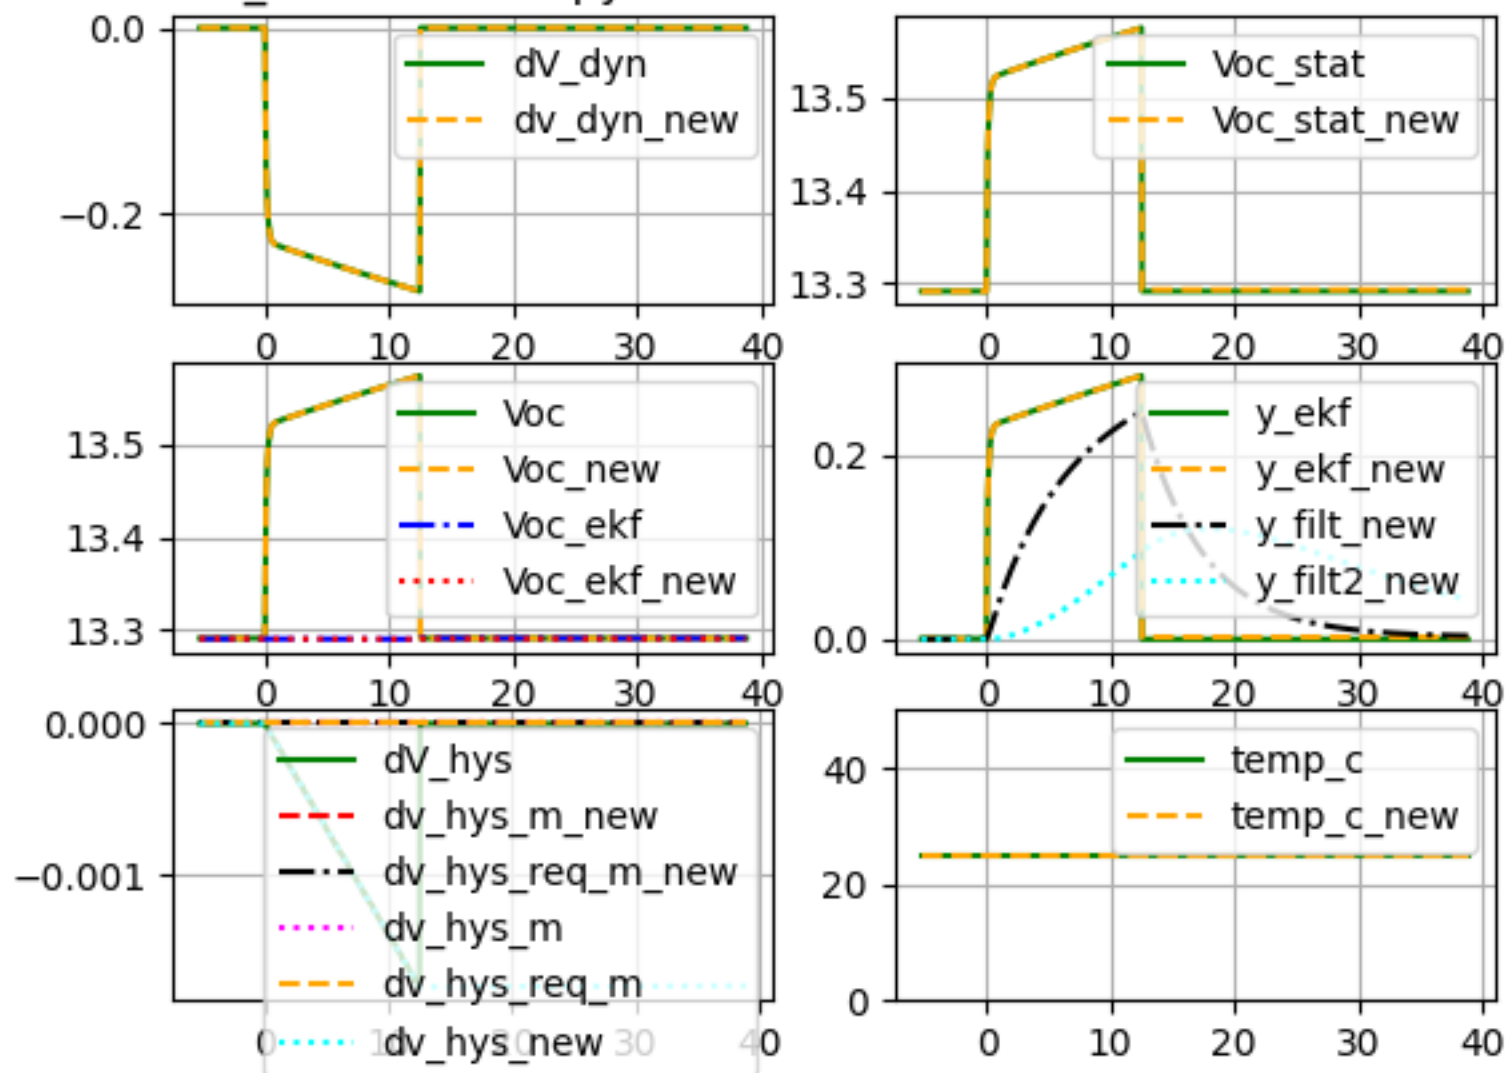 0.0
−0.2
dV_dyn
dv_dyn_new
0 10 20 30 40
13.5
13.4
13.3
Voc_stat
Voc_stat_new
0 10 20 30 40
13.5
13.4
13.3
Voc
Voc_new
Voc_ekf
Voc_ekf_new
0 10 20 30 40
0.2
0.0
y_ekf
y_ekf_new
y_filt_new
y_filt2_new
0 10 20 30 40
0.000
−0.001
dV_hys
dv_hys_m_new
dv_hys_req_m_new
dv_hys_m
dv_hys_req_m
dv_hys_new
0 10 20 30 40
40
20
0
temp_c
temp_c_new
0 10 20 30 40